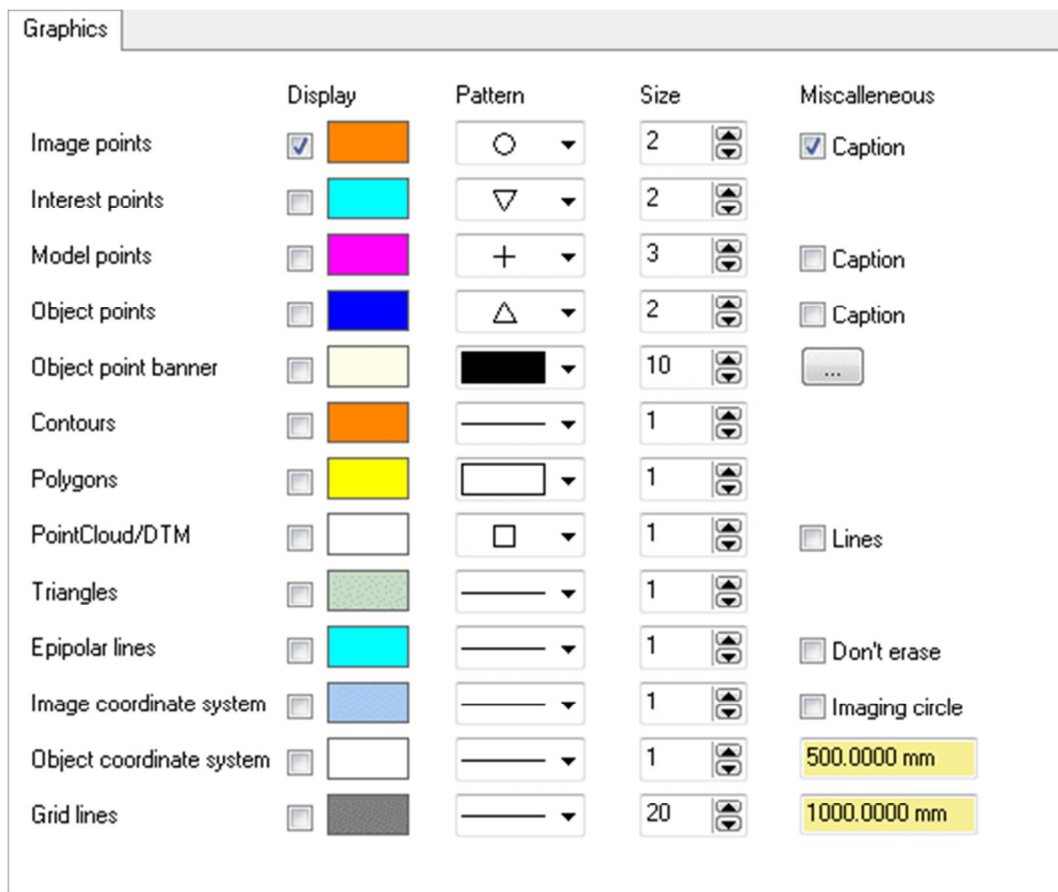 Graphics
Display Pattern Size Miscalleneous
Image points 2 Caption
Interest points 2
Model points 3 Caption
Object points 2 Caption
Object point banner 10 ...
Contours 1
Polygons 1
PointCloud/DTM 1 Lines
Triangles 1
Epipolar lines 1 Don't erase
Image coordinate system 1 Imaging circle
Object coordinate system 1 500.0000 mm
Grid lines 20 1000.0000 mm